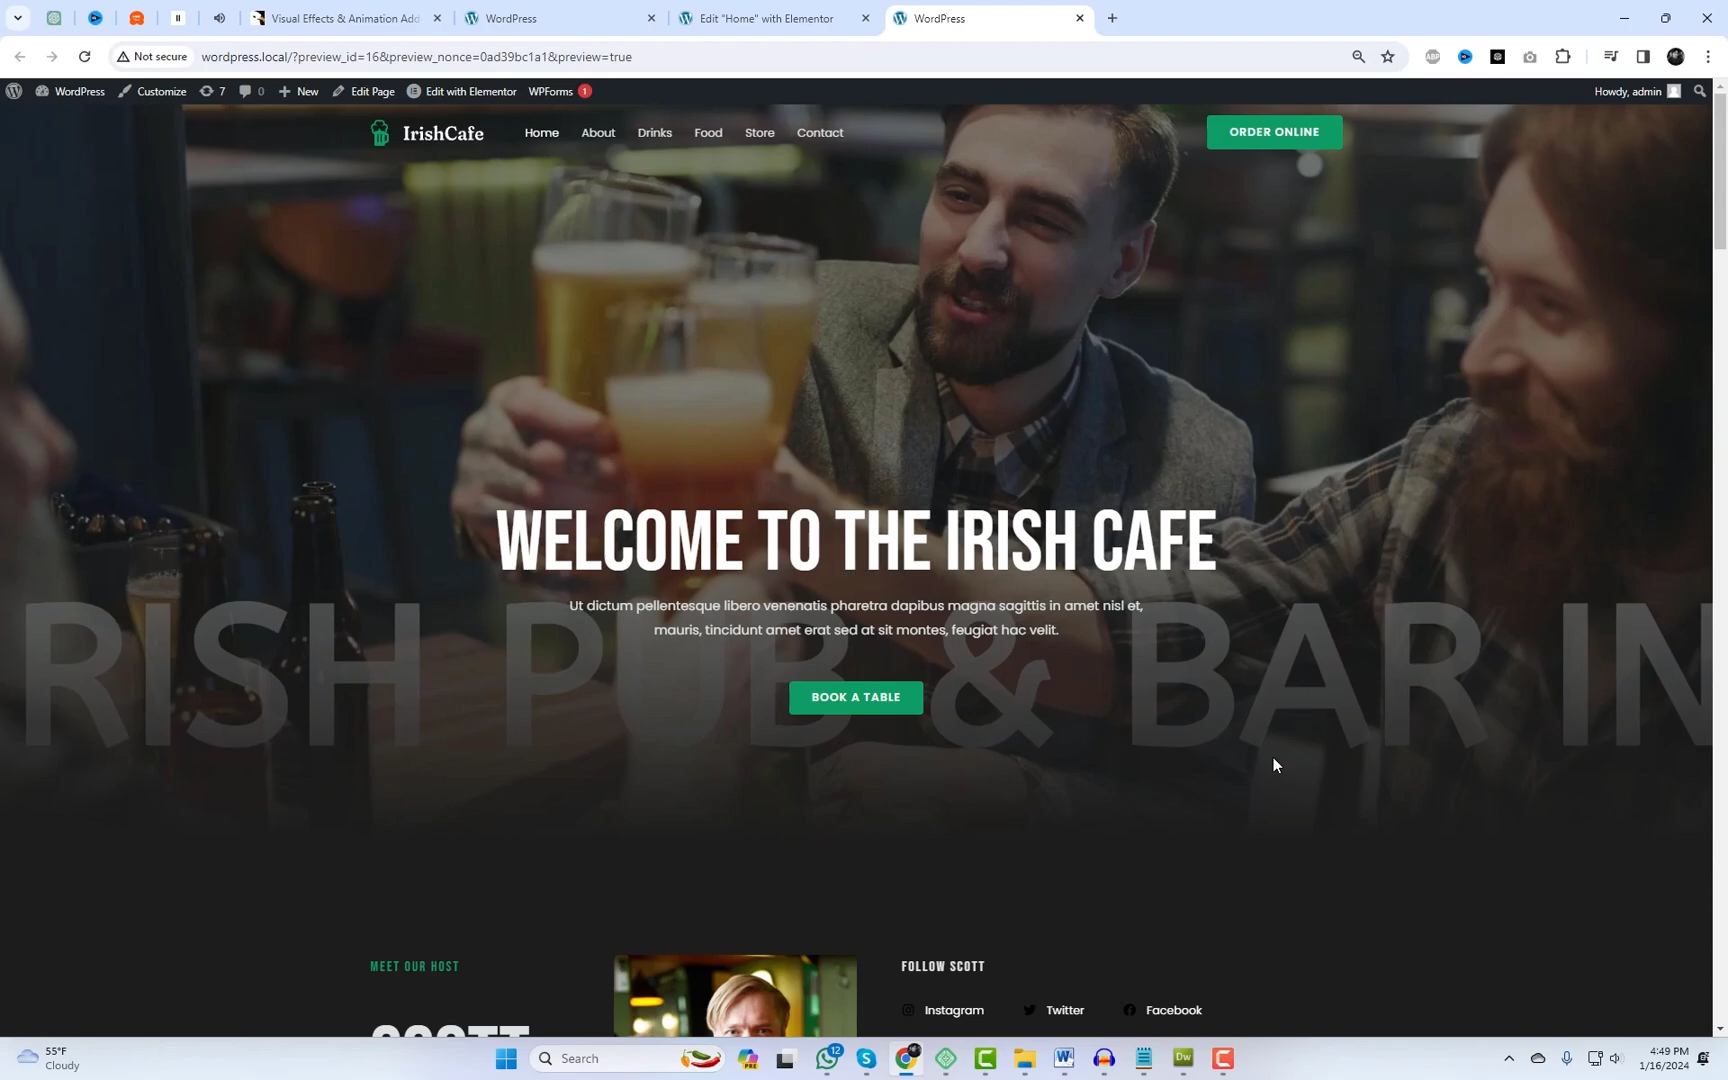 Visual Effects & Animation Add
WordPress
Edit "Home" with Elementor
WordPress
Not secure
wordpress.local/?preview_id=16&preview_nonce=0ad39bc1a1&preview=true
ABP
WordPress
Customize
7
0
New
Edit Page
Edit with Elementor
WPForms
1
Howdy, admin
IrishCafe
Home
About
Drinks
Food
Store
Contact
ORDER ONLINE
WELCOME TO THE IRISH CAFE
Ut dictum pellentesque libero venenatis pharetra dapibus magna sagittis in amet nisl et,
mauris, tincidunt amet erat sed at sit montes, feugiat hac velit.
RISH PUB & BAR IN
BOOK A TABLE
MEET OUR HOST
SCOTT
FOLLOW SCOTT
Instagram
Twitter
Facebook
55°F
Cloudy
Search
PRE
12
Dw
4:49 PM
1/16/2024